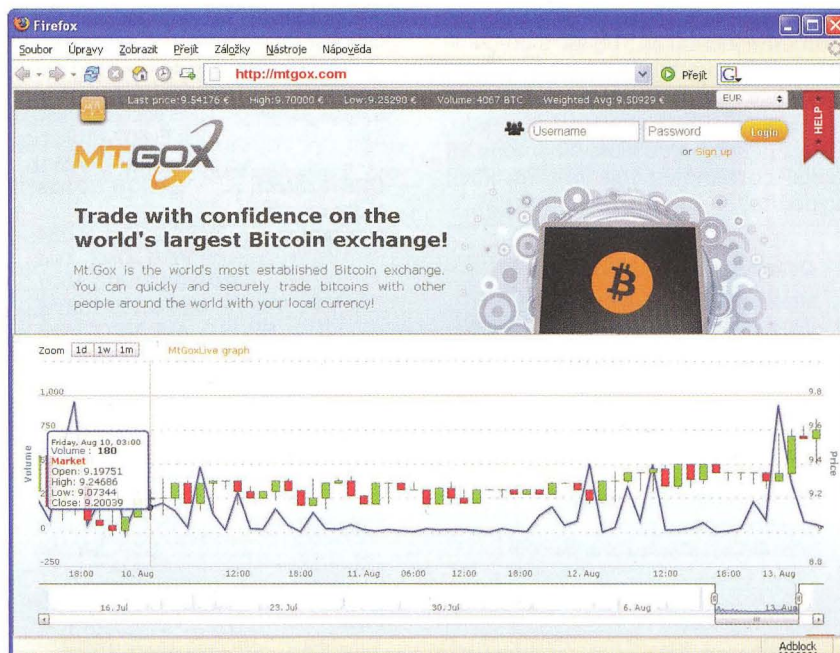 Firefox
Soubor Úpravy Zobrazit Přejít Záložky Nástroje Nápověda
http://mtgox.com Přejít G
Last price:9.54176 € High:9.70000 € Low:9.25290 € Volume:4067 BTC Weighted Avg:9.50929 € EUR
HELP
MT.GOX
Username Password Login
or Sign up
Trade with confidence on the
world's largest Bitcoin exchange!
Mt.Gox is the world's most established Bitcoin exchange.
You can quickly and securely trade bitcoins with other
people around the world with your local currency!
Zoom 1d 1w 1m MtGoxLive graph
1,000 9.8
750 9.6
9.4
9.2
0
-250 8.8
Volume
Price
Friday, Aug 10, 03:00
Volume : 180
Market
Open: 9.19751
High: 9.24686
Low: 9.07344
Close: 9.20039
18:00 10. Aug 12:00 18:00 11. Aug 06:00 12:00 18:00 12. Aug 12:00 18:00 13. Aug
16. Jul 23. Jul 30. Jul 6. Aug 13. Aug
Adblock